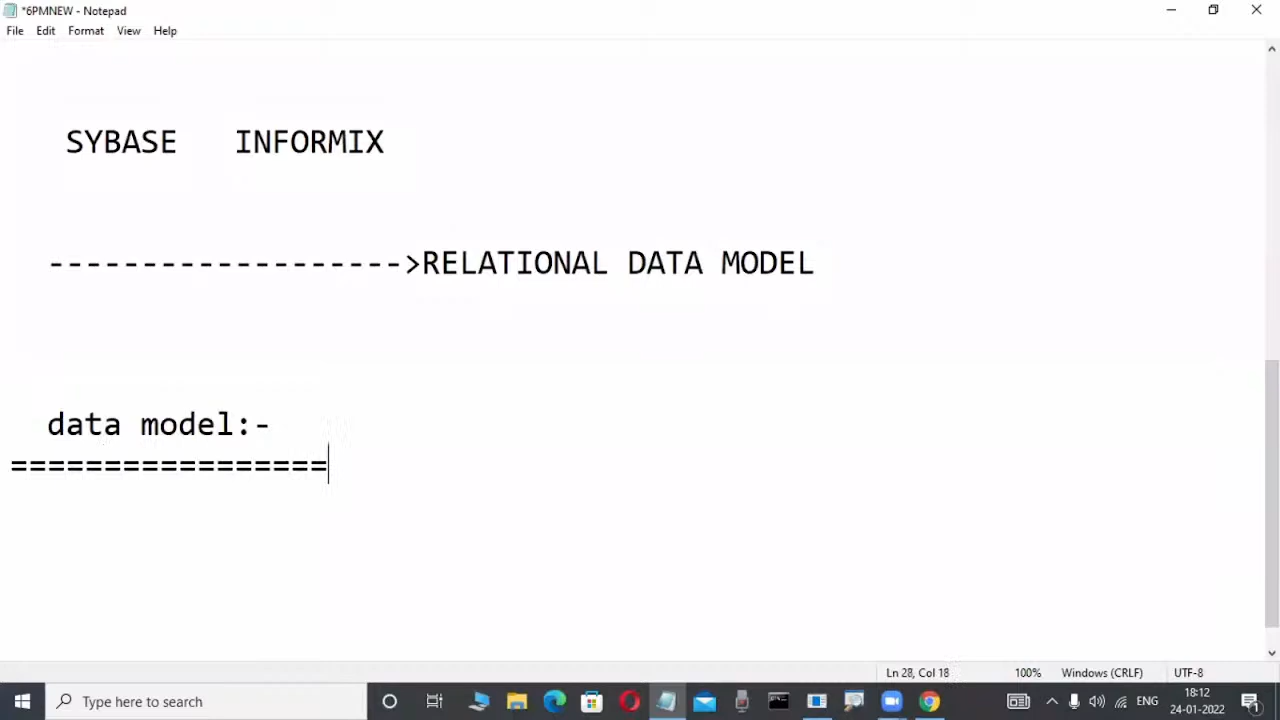 *6PMNEW - Notepad
File Edit Format View Help
SYBASE INFORMIX
------------------->RELATIONAL DATA MODEL
data model:-
=================
Ln 28, Col 18 100% Windows (CRLF) UTF-8
Type here to search
ENG
18:12
24-01-2022
1